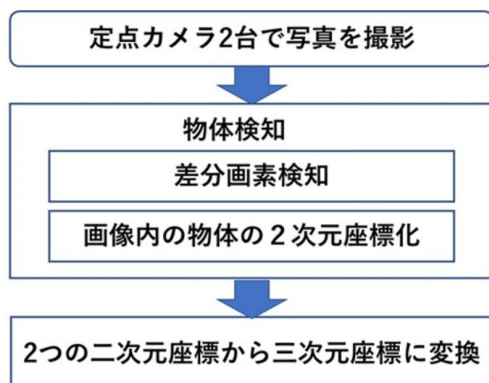 定点カメラ2台で写真を撮影
物体検知
差分画素検知
画像内の物体の２次元座標化
2つの二次元座標から三次元座標に変換